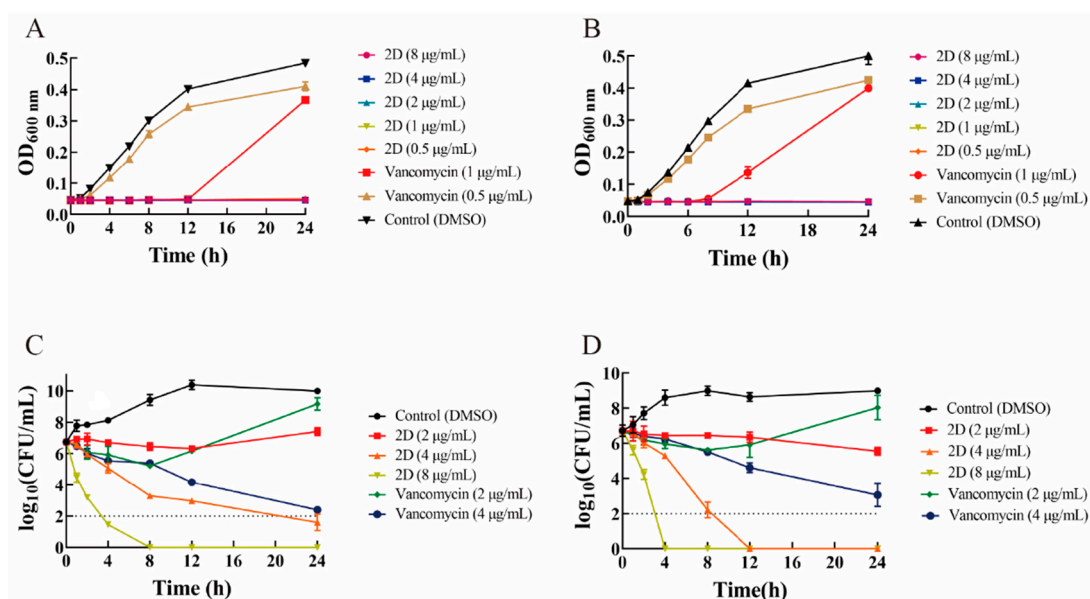 A
OD600 nm
0.5
0.4
0.3
0.2
0.1
0.0
0 4 8 12 16 20 24
Time (h)
2D (8 μg/mL)
2D (4 μg/mL)
2D (2 μg/mL)
2D (1 μg/mL)
2D (0.5 μg/mL)
Vancomycin (1 μg/mL)
Vancomycin (0.5 μg/mL)
Control (DMSO)
B
OD600 nm
0.5
0.4
0.3
0.2
0.1
0.0
0 6 12 18 24
Time (h)
2D (8 μg/mL)
2D (4 μg/mL)
2D (2 μg/mL)
2D (1 μg/mL)
2D (0.5 μg/mL)
Vancomycin (1 μg/mL)
Vancomycin (0.5 μg/mL)
Control (DMSO)
C
log10(CFU/mL)
10
8
6
4
2
0
0 4 8 12 16 20 24
Time (h)
Control (DMSO)
2D (2 μg/mL)
2D (4 μg/mL)
2D (8 μg/mL)
Vancomycin (2 μg/mL)
Vancomycin (4 μg/mL)
D
log10(CFU/mL)
10
8
6
4
2
0
0 4 8 12 16 20 24
Time(h)
Control (DMSO)
2D (2 μg/mL)
2D (4 μg/mL)
2D (8 μg/mL)
Vancomycin (2 μg/mL)
Vancomycin (4 μg/mL)